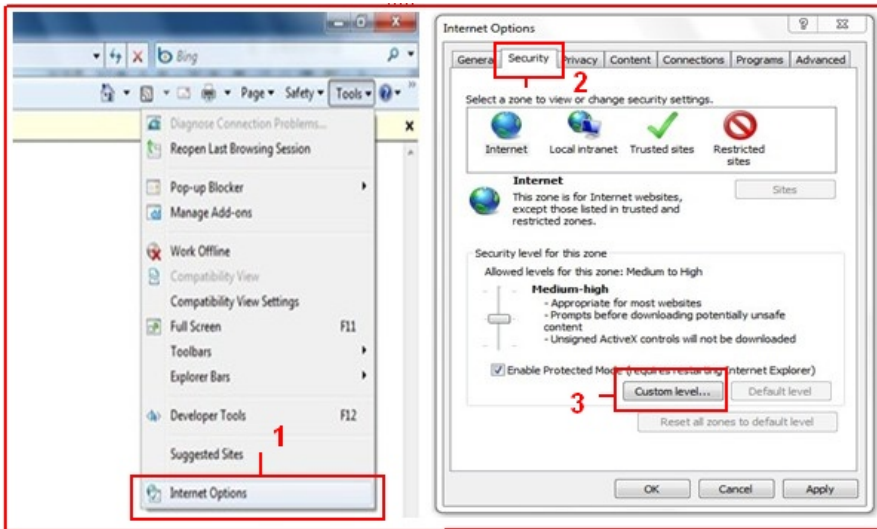 Bing
Page
Safety
Tools
Diagnose Connection Problems...
Reopen Last Browsing Session
Pop-up Blocker
Manage Add-ons
Work Offline
Compatibility View
Compatibility View Settings
Full Screen F11
Toolbars
Explorer Bars
Developer Tools F12
1
Suggested Sites
Internet Options
Internet Options
General Security Privacy Content Connections Programs Advanced
2
Select a zone to view or change security settings.
Internet Local intranet Trusted sites Restricted
sites
Internet
Sites
This zone is for Internet websites,
except those listed in trusted and
restricted zones.
Security level for this zone
Allowed levels for this zone: Medium to High
Medium-high
- Appropriate for most websites
- Prompts before downloading potentially unsafe
content
- Unsigned ActiveX controls will not be downloaded
Enable Protected Mode (requires restarting Internet Explorer)
3
Custom level... Default level
Reset all zones to default level
OK Cancel Apply